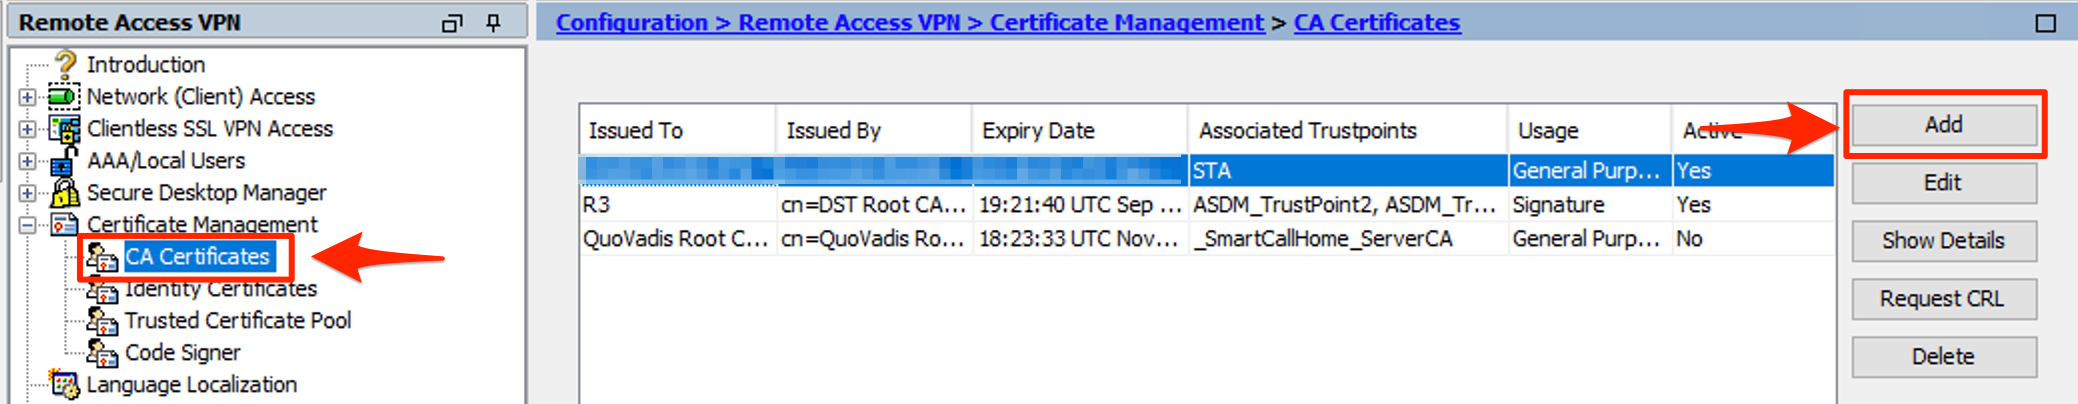 Remote Access VPN
Introduction
Network (Client) Access
Clientless SSL VPN Access
AAA/Local Users
Secure Desktop Manager
Certificate Management
CA Certificates
Identity Certificates
Trusted Certificate Pool
Code Signer
Language Localization
Configuration > Remote Access VPN > Certificate Management > CA Certificates
Issued To Issued By Expiry Date Associated Trustpoints Usage Active
STA General Purp... Yes
R3 cn=DST Root CA... 19:21:40 UTC Sep ... ASDM_TrustPoint2, ASDM_Tr... Signature Yes
QuoVadis Root C... cn=QuoVadis Ro... 18:23:33 UTC Nov... _SmartCallHome_ServerCA General Purp... No
Add
Edit
Show Details
Request CRL
Delete